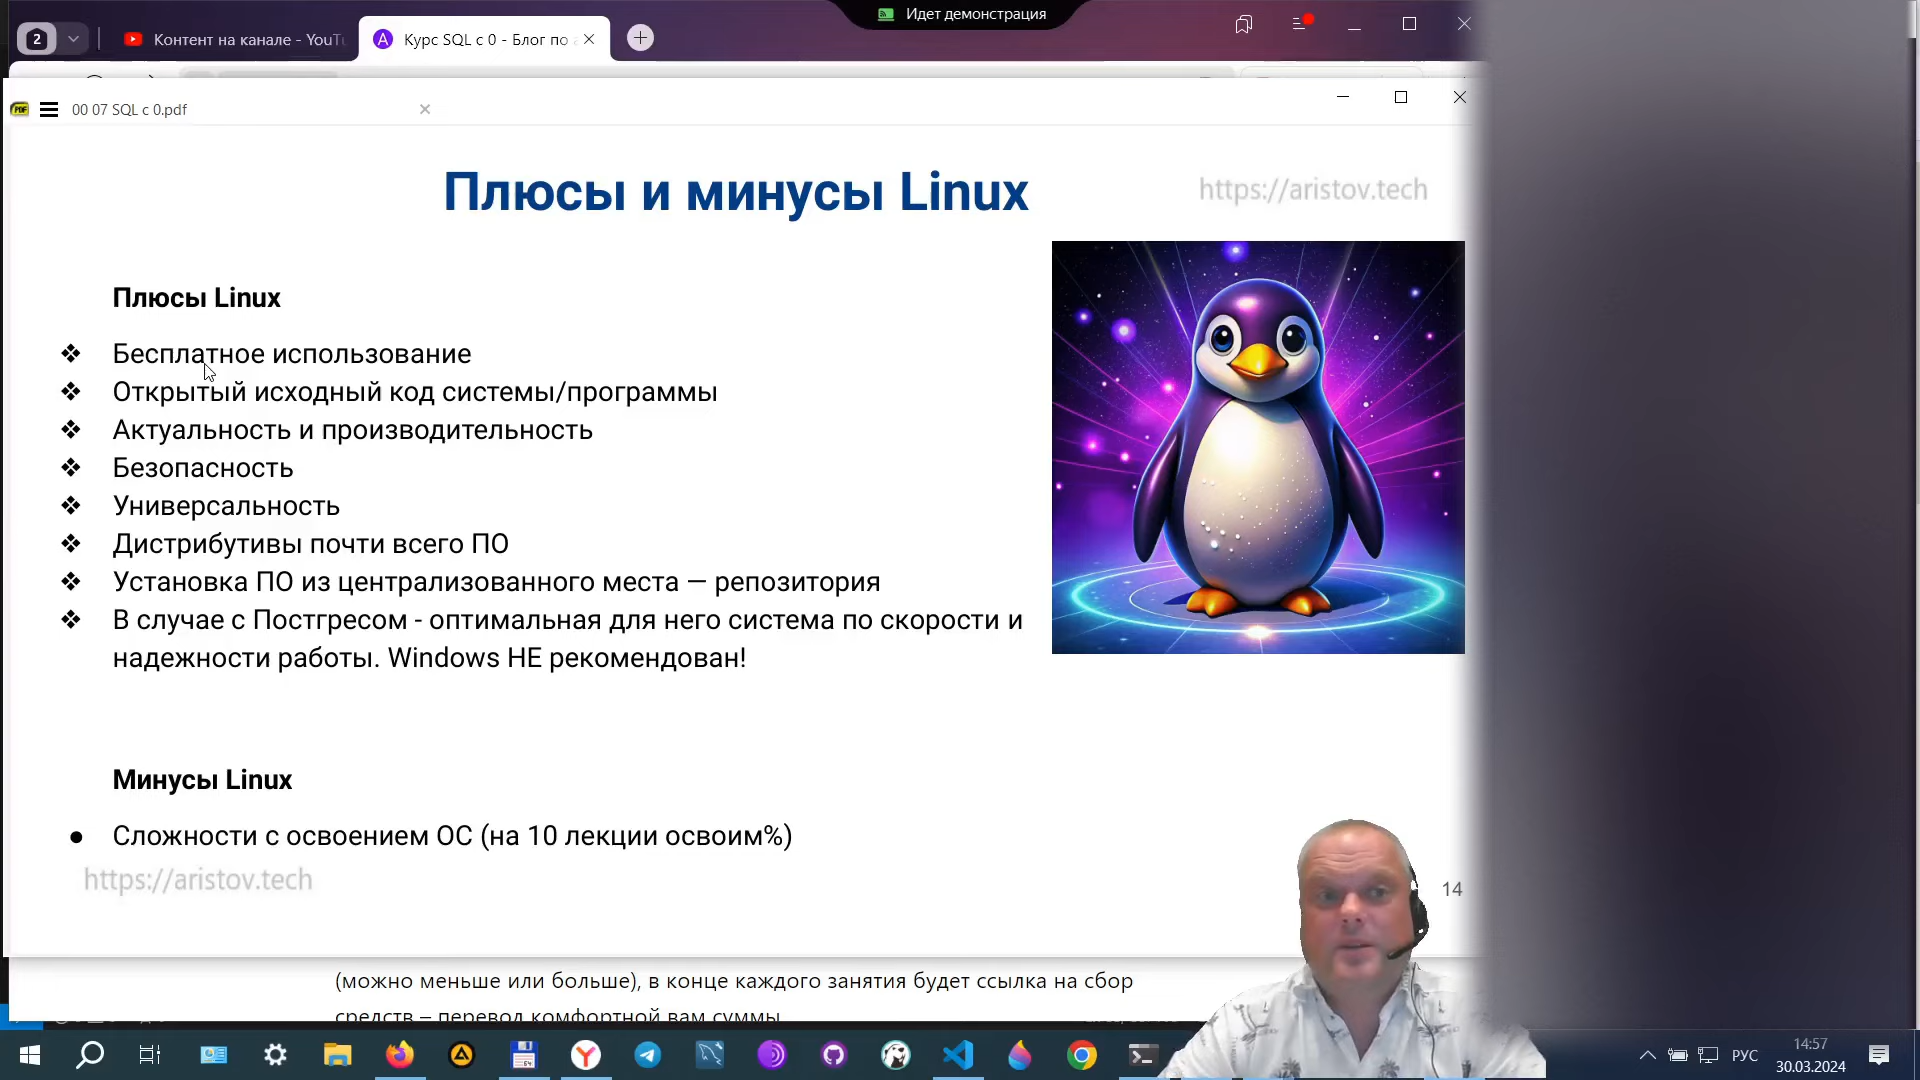 Идет демонстрация
2
Контент на канале - YouTu
Курс SQL с 0 - Блог по
00 07 SQL с 0.pdf
Плюсы и минусы Linux
https://aristov.tech
Плюсы Linux
❖ Бесплатное использование
❖ Открытый исходный код системы/программы
❖ Актуальность и производительность
❖ Безопасность
❖ Универсальность
❖ Дистрибутивы почти всего ПО
❖ Установка ПО из централизованного места — репозитория
❖ В случае с Постгресом - оптимальная для него система по скорости и
надежности работы. Windows НЕ рекомендован!
Минусы Linux
● Сложности с освоением ОС (на 10 лекции освоим%)
https://aristov.tech
14
(можно меньше или больше), в конце каждого занятия будет ссылка на сбор
средств – перевод комфортной вам суммы
РУС
14:57
30.03.2024